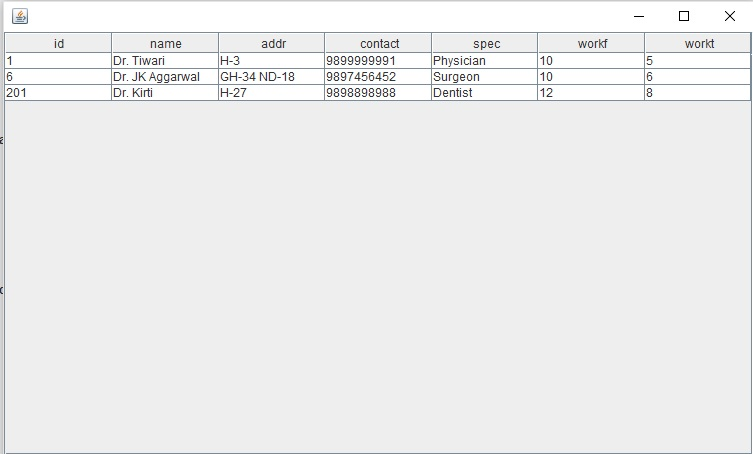 id name addr contact spec workf workt
1 Dr. Tiwari H-3 9899999991 Physician 10 5
6 Dr. JK Aggarwal GH-34 ND-18 9897456452 Surgeon 10 6
201 Dr. Kirti H-27 9898898988 Dentist 12 8